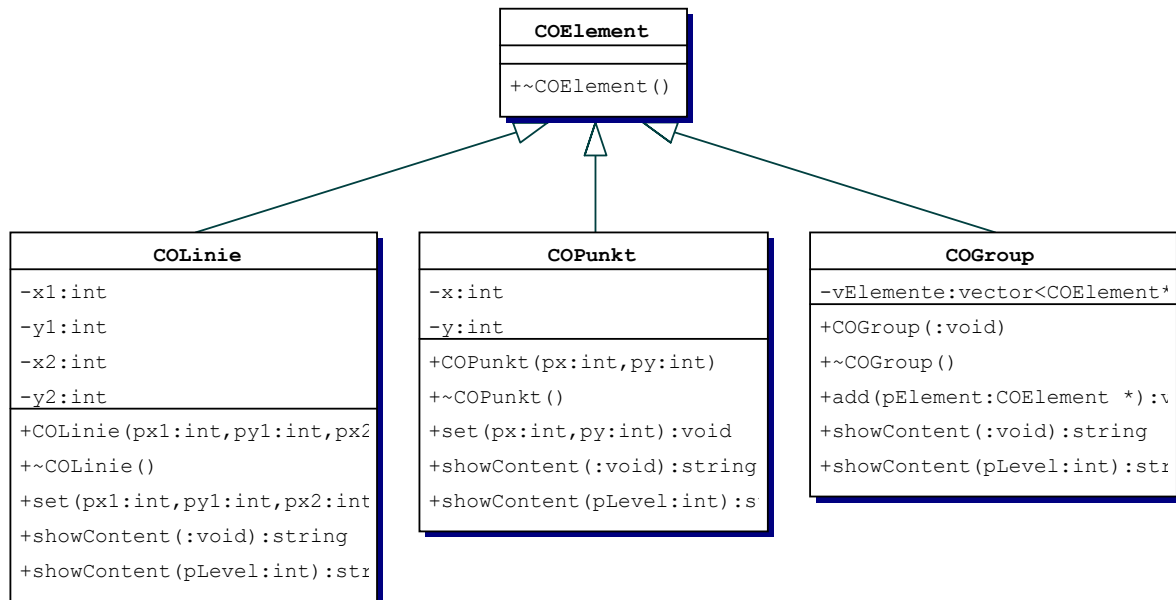 COElement
+~COElement()
COLinie
-x1:int
-y1:int
-x2:int
-y2:int
+COLinie(px1:int,py1:int,px2
+~COLinie()
+set(px1:int,py1:int,px2:int
+showContent(:void):string
+showContent(pLevel:int):str
COPunkt
-x:int
-y:int
+COPunkt(px:int,py:int)
+~COPunkt()
+set(px:int,py:int):void
+showContent(:void):string
+showContent(pLevel:int):st
COGroup
-vElemente:vector<COElement*
+COGroup(:void)
+~COGroup()
+add(pElement:COElement *):v
+showContent(:void):string
+showContent(pLevel:int):str